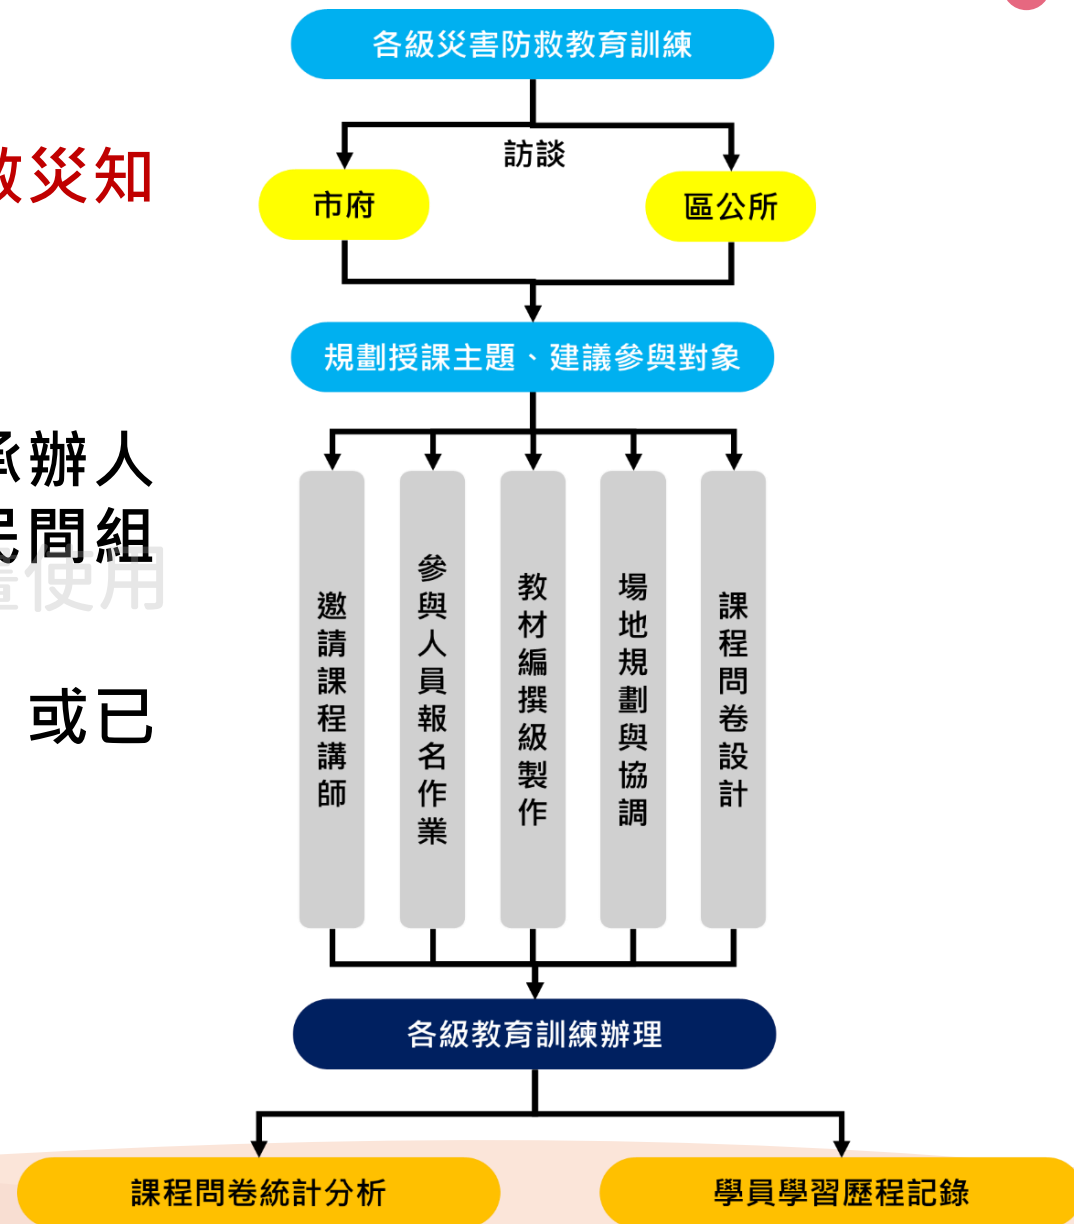 各級災害防救教育訓練
訪談
市府
區公所
規劃授課主題、建議參與對象
邀請課程講師
參與人員報名作業
教材編撰級製作
場地規劃與協調
課程問卷設計
各級教育訓練辦理
課程問卷統計分析
學員學習歷程記錄
災知
辦人
間組
使用
或已